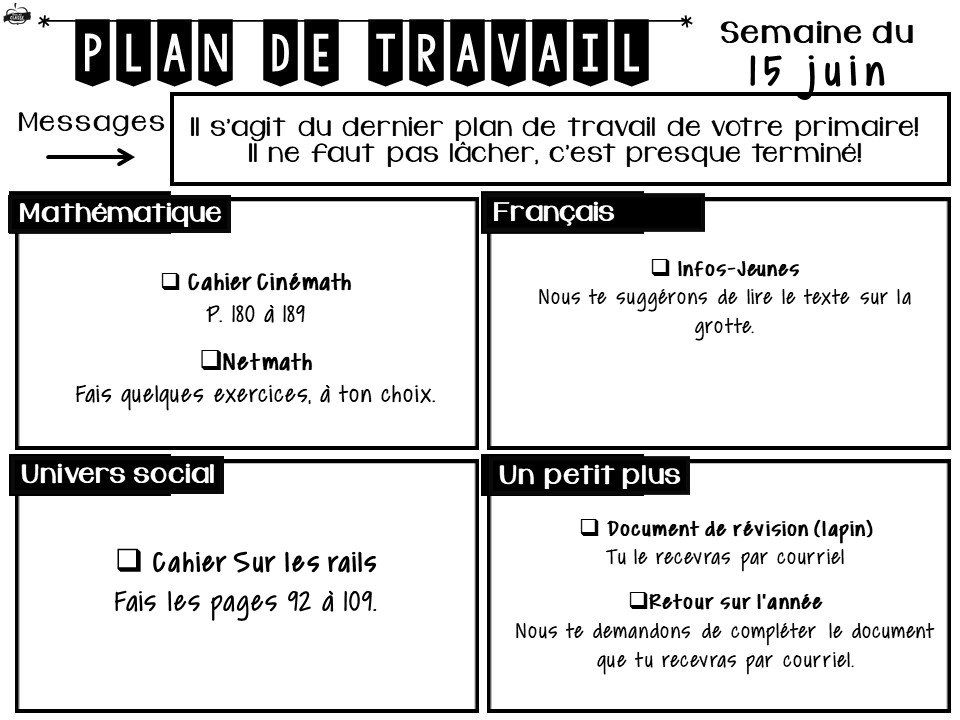 PLAN DE TRAVAIL
Semaine du
15 juin
Messages
Il s'agit du dernier plan de travail de votre primaire!
Il ne faut pas lâcher, c'est presque terminé!
Mathématique
❑ Cahier Cinémath
P. 180 à 189
❑Netmath
Fais quelques exercices, à ton choix.
Français
❑ Infos-Jeunes
Nous te suggérons de lire le texte sur la
grotte.
Univers social
❑ Cahier Sur les rails
Fais les pages 92 à 109.
Un petit plus
❑ Document de révision (lapin)
Tu le recevras par courriel
❑Retour sur l'année
Nous te demandons de compléter le document
que tu recevras par courriel.